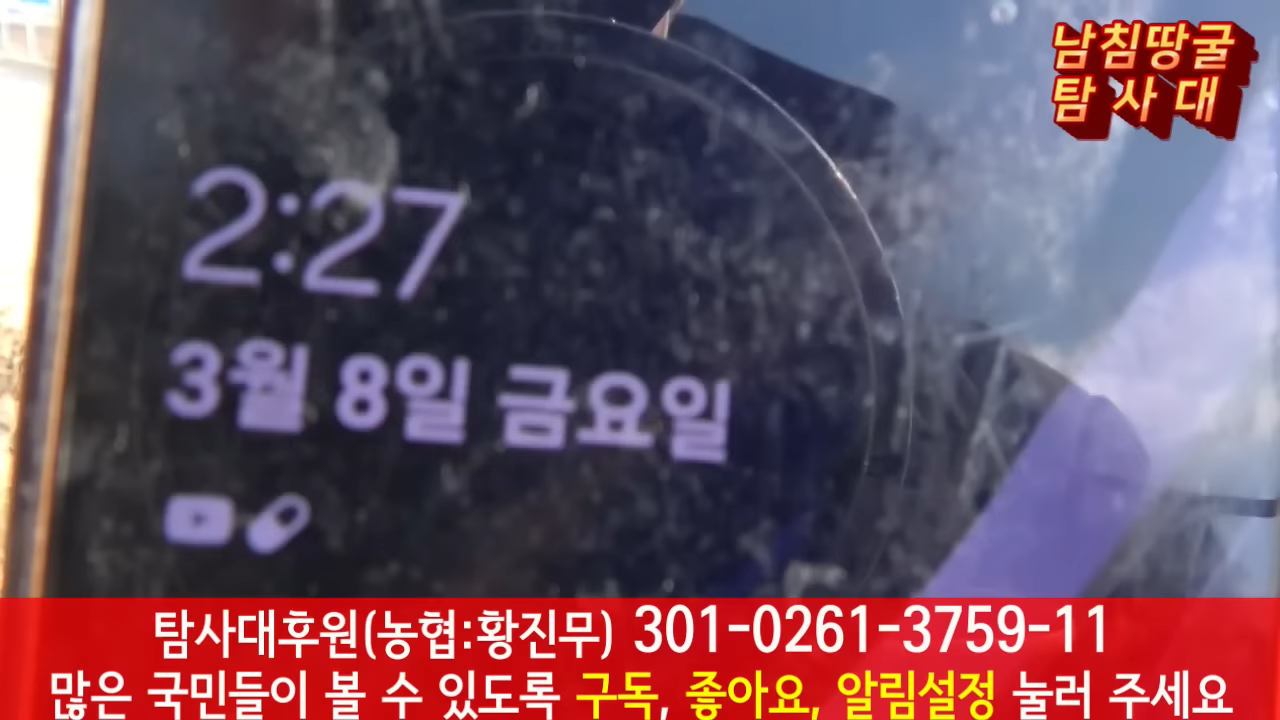 남침땅굴
탐사대
2:27
3월 8일 금요일
탐사대후원(농협:황진무) 301-0261-3759-11
많은 국민들이 볼 수 있도록 구독, 좋아요, 알림설정 눌러 주세요